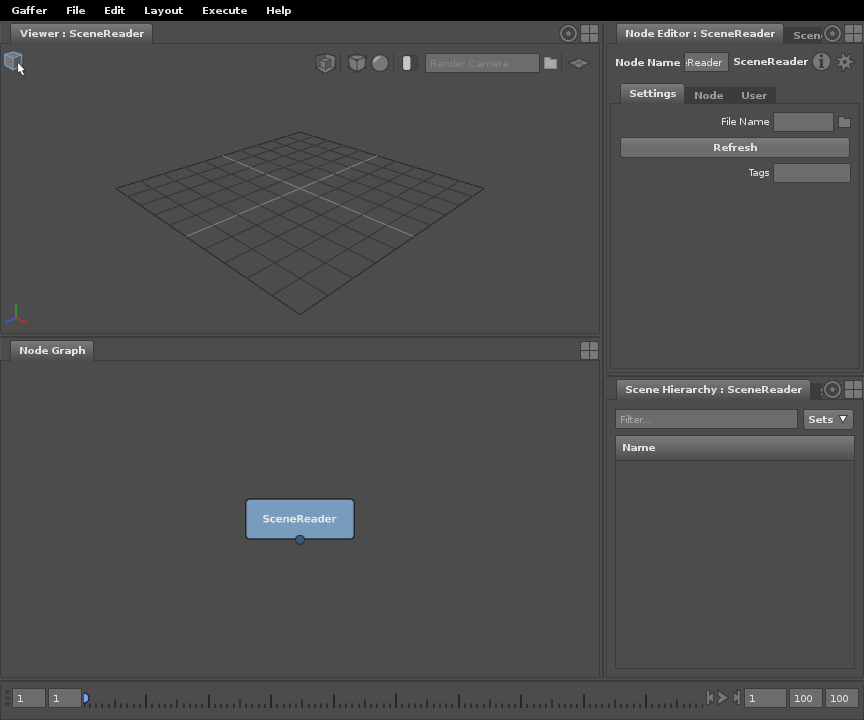 Gaffer File Edit Layout Execute Help
Viewer : SceneReader
Render Camera
Node Editor : SceneReader Scen
Node Name :Reader SceneReader
Settings Node User
File Name
Refresh
Tags
Node Graph
SceneReader
Scene Hierarchy : SceneReader
Filter... Sets
Name
1 1 1 100 100